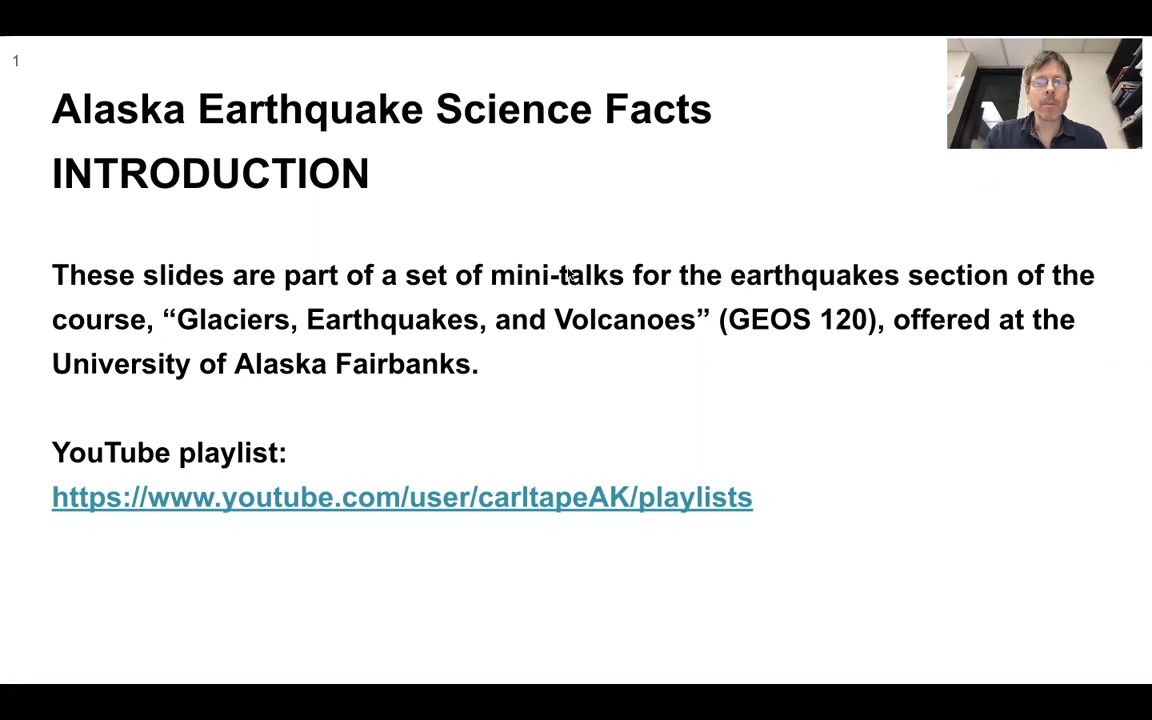 1
Alaska Earthquake Science Facts
INTRODUCTION
These slides are part of a set of mini-talks for the earthquakes section of the
course, “Glaciers, Earthquakes, and Volcanoes” (GEOS 120), offered at the
University of Alaska Fairbanks.
YouTube playlist:
https://www.youtube.com/user/carltapeAK/playlists